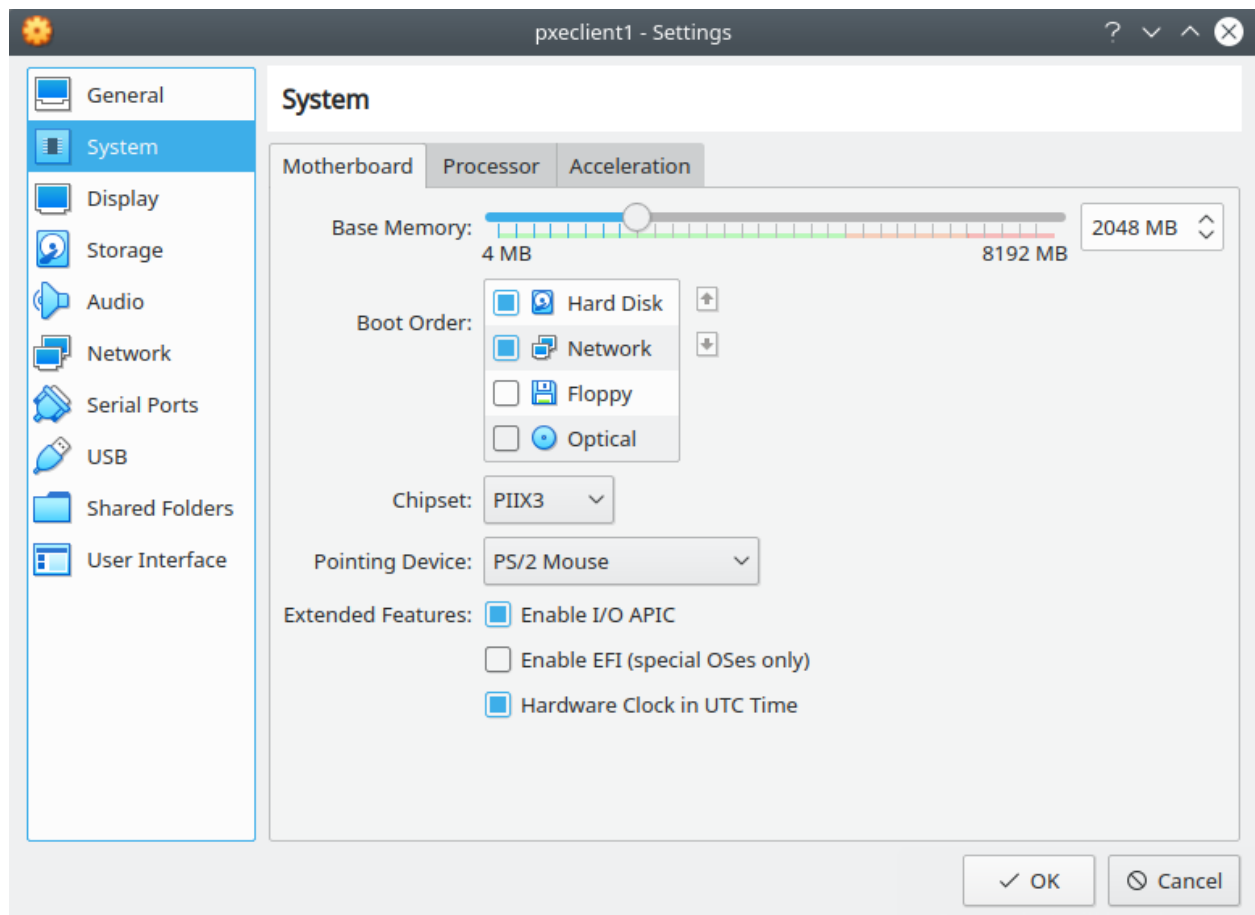 pxeclient1 - Settings
General
System
Display
Storage
Audio
Network
Serial Ports
USB
Shared Folders
User Interface
System
Motherboard Processor Acceleration
Base Memory: 2048 MB
4 MB 8192 MB
Boot Order:
Hard Disk
Network
Floppy
Optical
Chipset: PIIX3
Pointing Device: PS/2 Mouse
Extended Features: Enable I/O APIC
Enable EFI (special OSes only)
Hardware Clock in UTC Time
OK Cancel